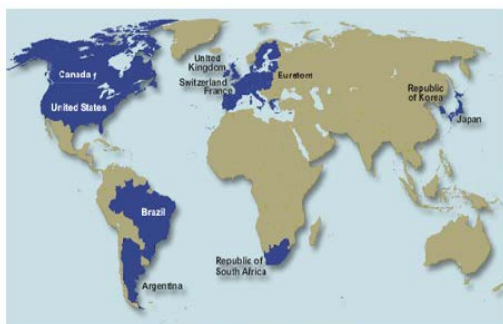 Canada
United States
United
Kingdom
Switzerland
France
Euratom
Republic
of Korea
Japan
Brazil
Argentina
Republic of
South Africa